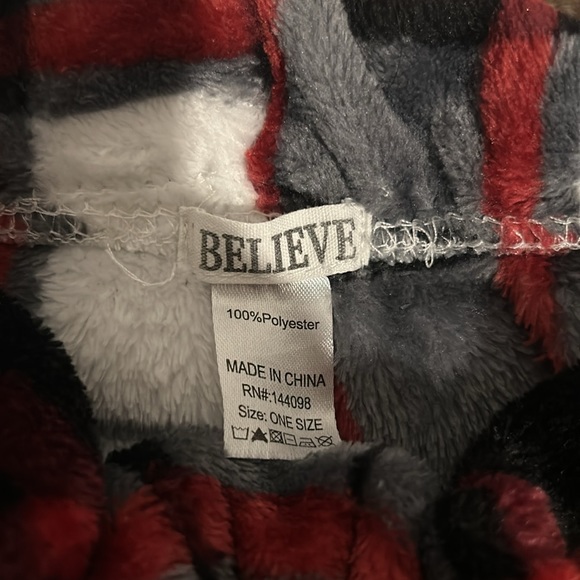 BELIEVE
100%Polyester
MADE IN CHINA
RN#:144098
Size: ONE SIZE